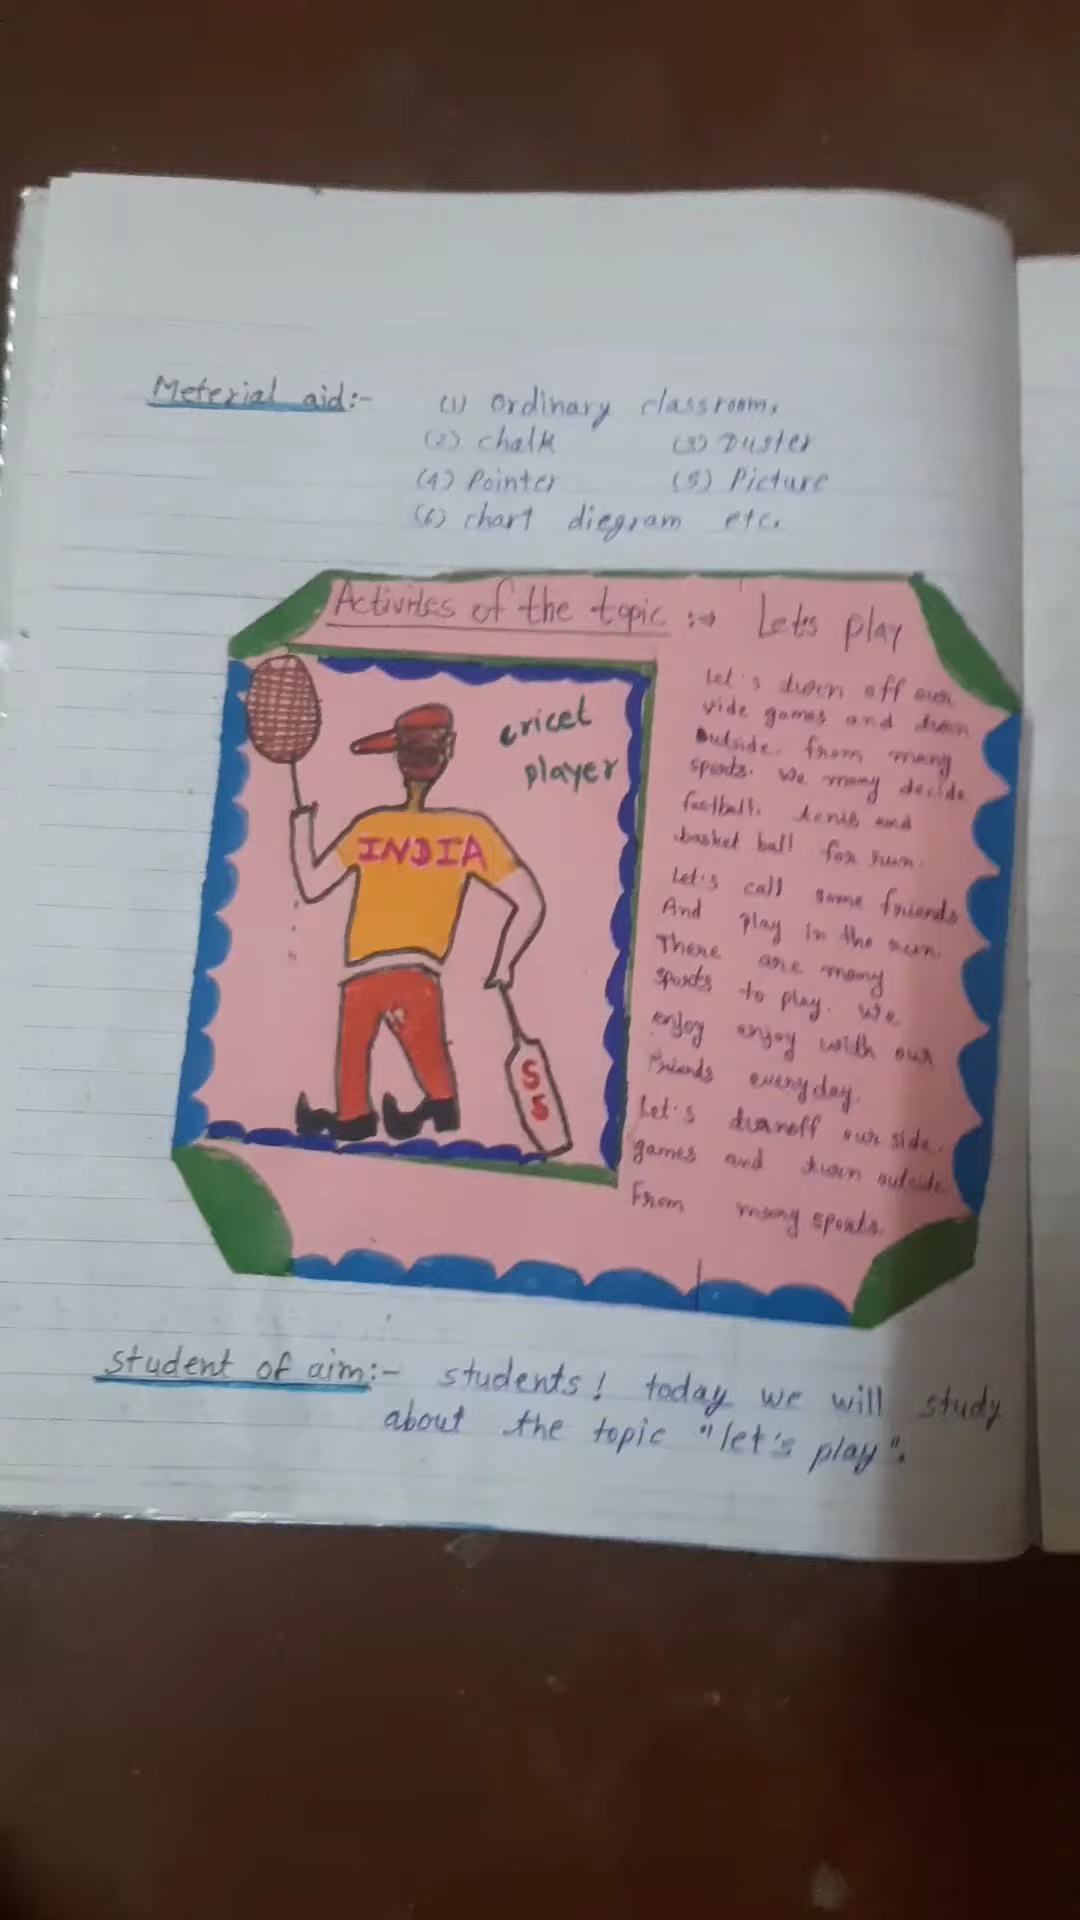 Meterial aid:-
(1) Ordinary classroom,
(2) chalk (3) Duster
(4) Pointer (5) Picture
(6) chart diegram etc.
Activites of the topic :→ Let's play
cricet
player
INDIA
SS
Let's turn off our
vide games and turn
outside. from many
sports. We many decide
football. tenis and
basket ball for sun.
Let's call some friends
And play in the sun.
There are many
sports to play. We
enjoy enjoy with our
Friends everyday.
Let's turnoff our side.
games and turn outside
From many sports.
student of aim:- students! today we will study
about the topic "let's play".